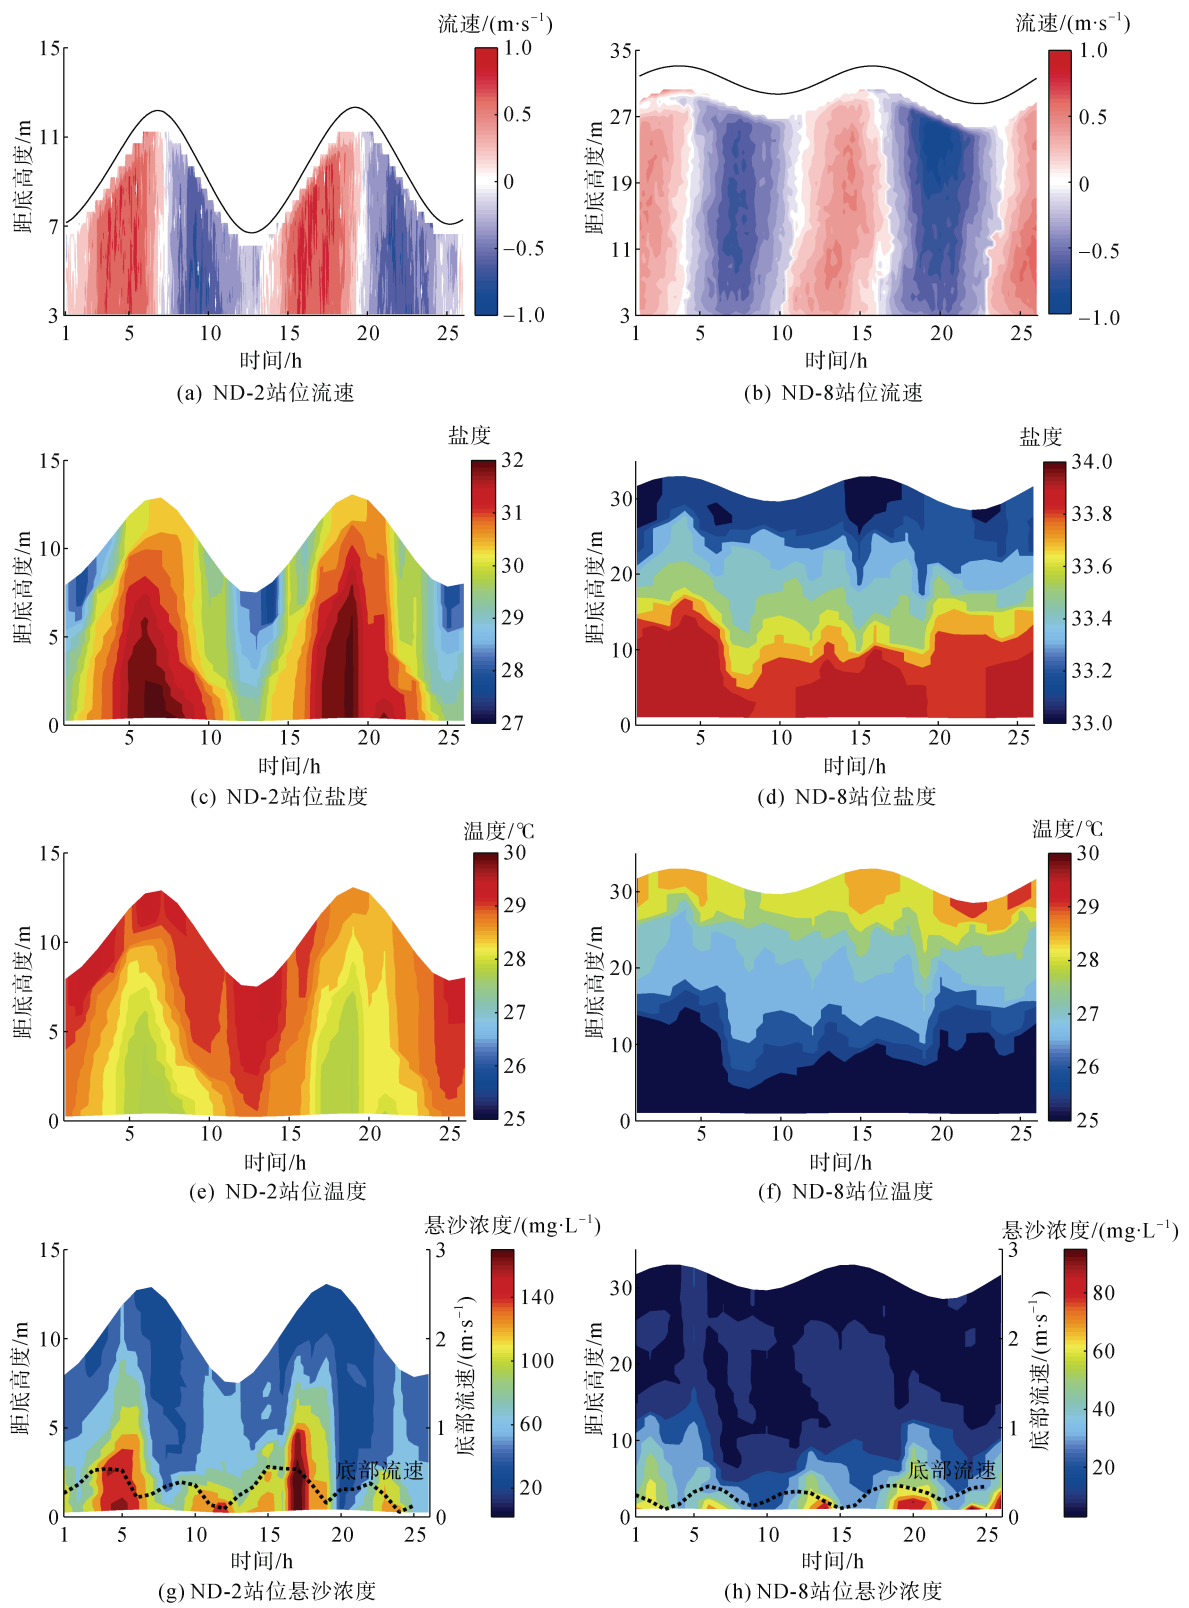 流速/(m·s⁻¹)
15
11
7
3
距底高度/m
1 5 10 15 20 25
时间/h
1.0
0.5
0
−0.5
−1.0
(a) ND-2站位流速
流速/(m·s⁻¹)
35
27
19
11
3
距底高度/m
1 5 10 15 20 25
时间/h
1.0
0.5
0
−0.5
−1.0
(b) ND-8站位流速
盐度
15
10
5
0
距底高度/m
5 10 15 20 25
时间/h
32
31
30
29
28
27
(c) ND-2站位盐度
盐度
30
20
10
0
距底高度/m
5 10 15 20 25
时间/h
34.0
33.8
33.6
33.4
33.2
33.0
(d) ND-8站位盐度
温度/℃
15
10
5
0
距底高度/m
5 10 15 20 25
时间/h
30
29
28
27
26
25
(e) ND-2站位温度
温度/℃
30
20
10
0
距底高度/m
5 10 15 20 25
时间/h
30
29
28
27
26
25
(f) ND-8站位温度
悬沙浓度/(mg·L⁻¹)
15
10
5
0
距底高度/m
底部流速
1 5 10 15 20 25
时间/h
3
2
1
0
底部流速/(m·s⁻¹)
140
100
60
20
(g) ND-2站位悬沙浓度
悬沙浓度/(mg·L⁻¹)
30
20
10
0
距底高度/m
底部流速
1 5 10 15 20 25
时间/h
3
2
1
0
底部流速/(m·s⁻¹)
80
60
40
20
(h) ND-8站位悬沙浓度